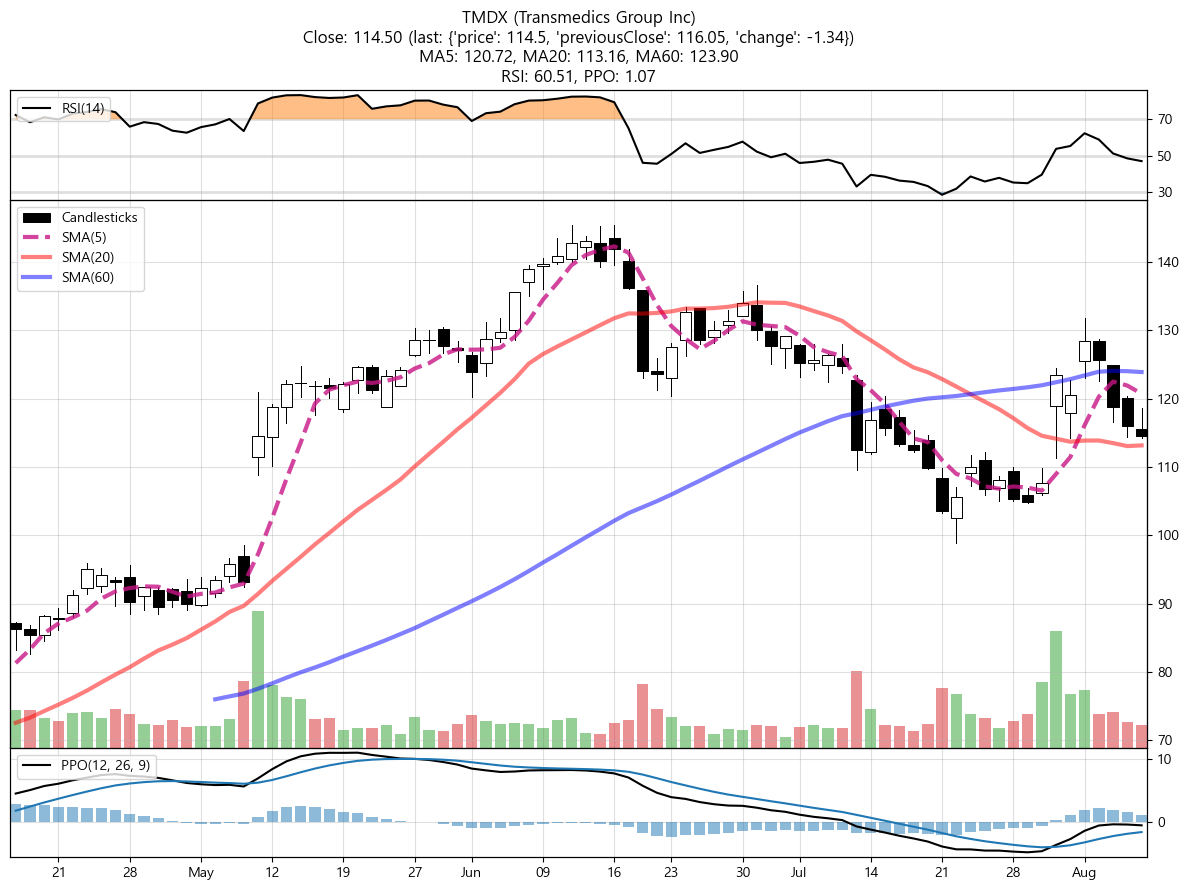 TMDX (Transmedics Group Inc)
Close: 114.50 (last: {'price': 114.5, 'previousClose': 116.05, 'change': -1.34})
MA5: 120.72, MA20: 113.16, MA60: 123.90
RSI: 60.51, PPO: 1.07
RSI(14)
70
50
30
Candlesticks
SMA(5)
SMA(20)
SMA(60)
140
130
120
110
100
90
80
70
PPO(12, 26, 9)
10
0
21 28 May 12 19 27 Jun 09 16 23 30 Jul 14 21 28 Aug